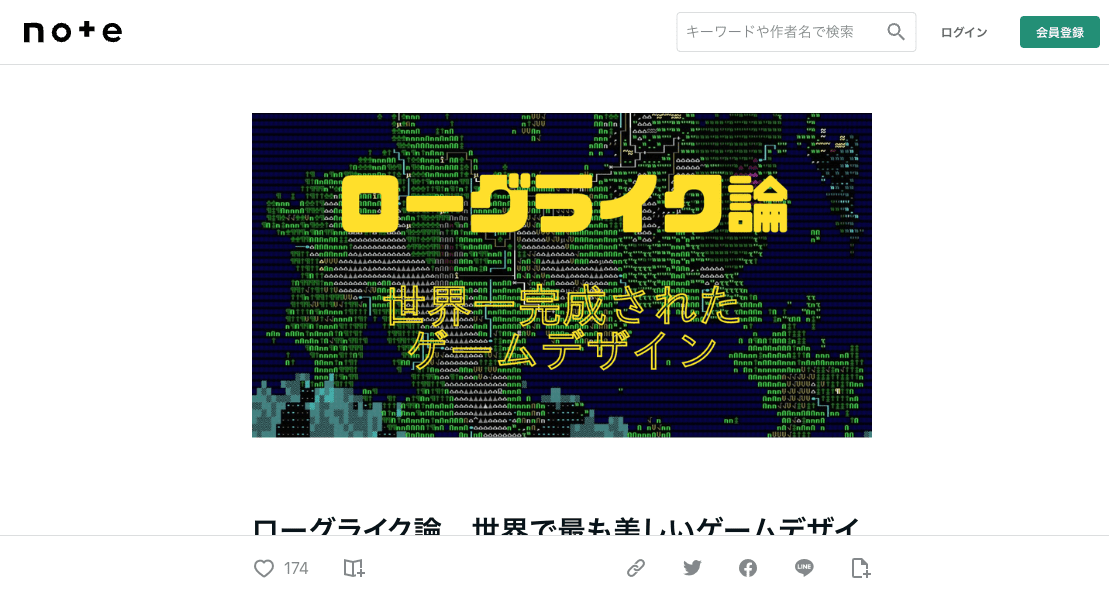 note
キーワードや作者名で検索
ログイン
会員登録
ローグライク論
世界一完成された
ゲームデザイン
ローグライク論　世界で最も美しいゲームデザイ
174
LINE